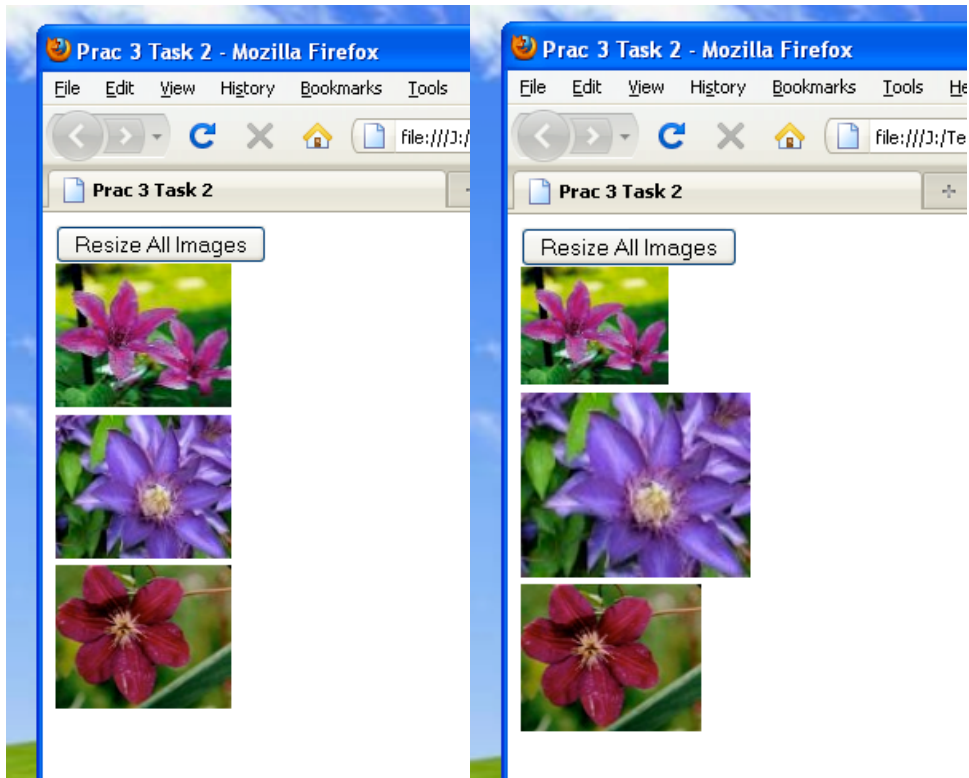 Prac 3 Task 2 - Mozilla Firefox
File Edit View History Bookmarks Tools
file:///J:/
Prac 3 Task 2
Resize All Images
Prac 3 Task 2 - Mozilla Firefox
File Edit View History Bookmarks Tools He
file:///J:/Te
Prac 3 Task 2
Resize All Images